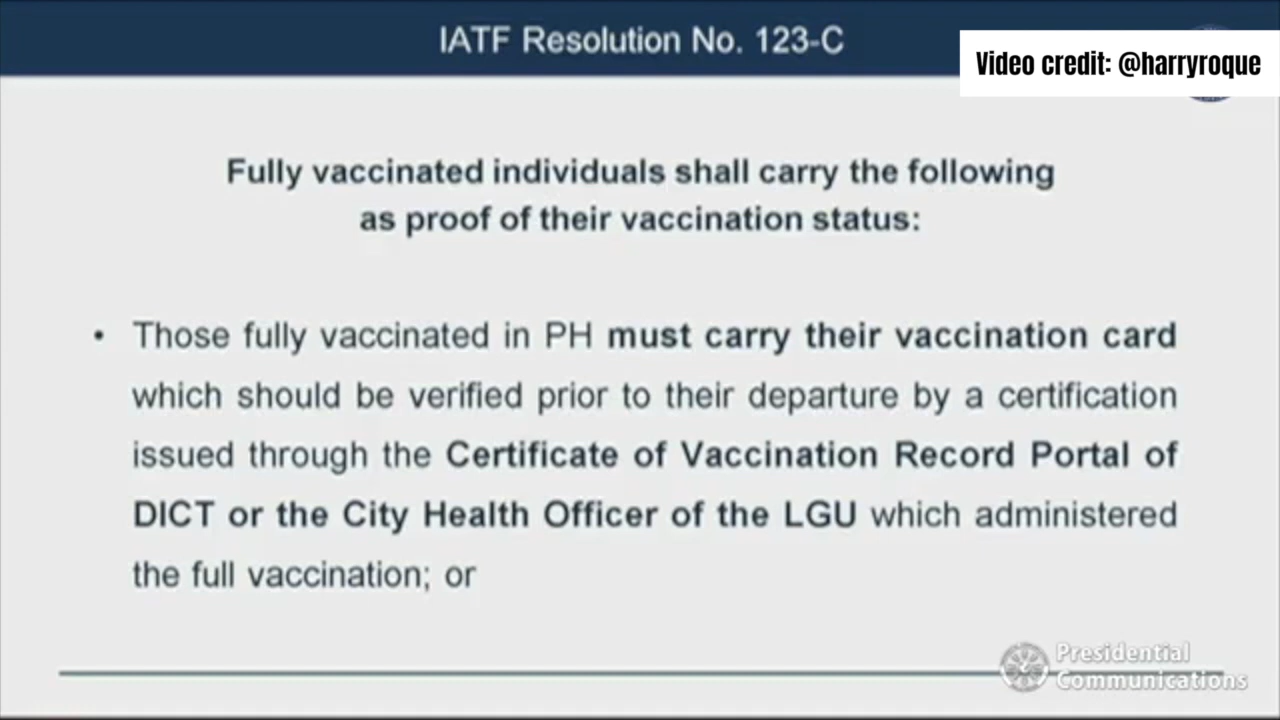 IATF Resolution No. 123-C
Video credit: @harryroque
Fully vaccinated individuals shall carry the following
as proof of their vaccination status:
• Those fully vaccinated in PH must carry their vaccination card
which should be verified prior to their departure by a certification
issued through the Certificate of Vaccination Record Portal of
DICT or the City Health Officer of the LGU which administered
the full vaccination; or
Presidential
Communications